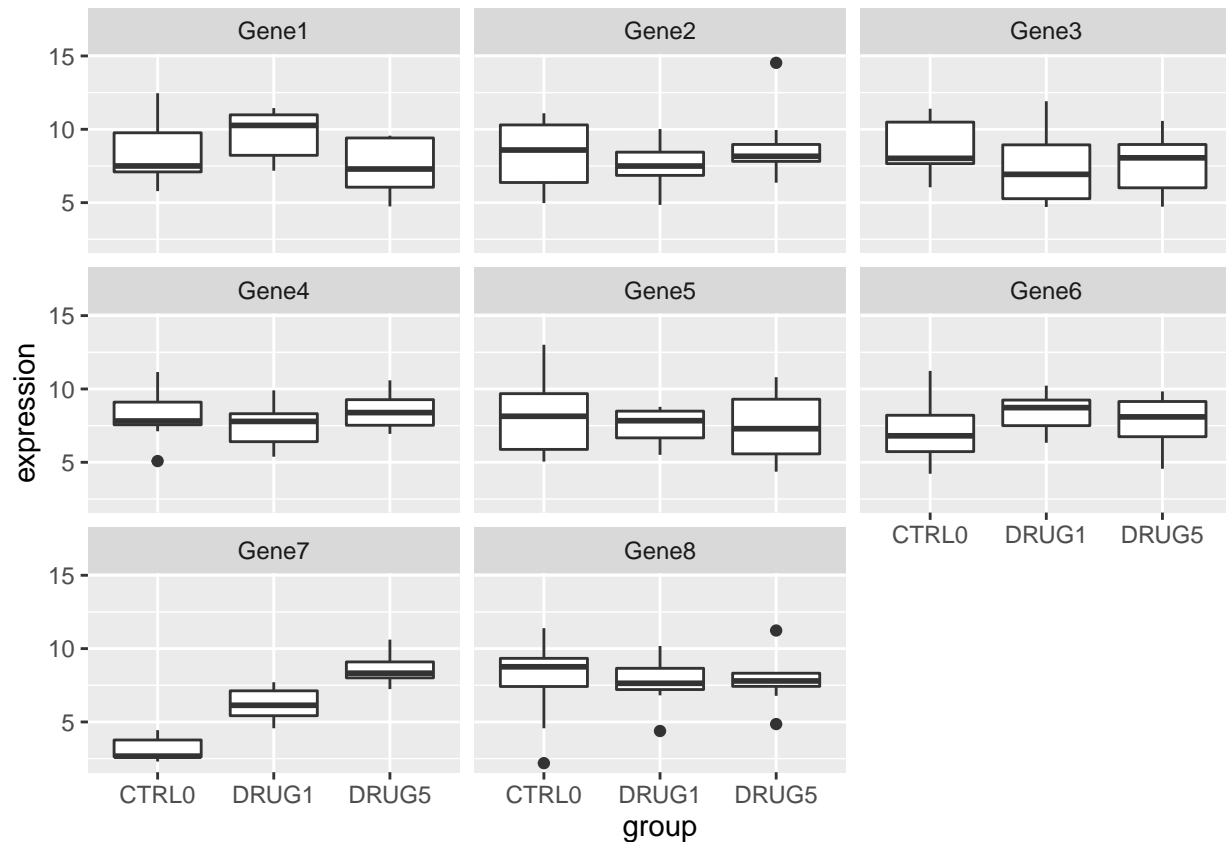 Gene1 Gene2 Gene3
15
10
5
Gene4 Gene5 Gene6
15
10
5
expression
CTRL0 DRUG1 DRUG5
Gene7 Gene8
15
10
5
CTRL0 DRUG1 DRUG5 CTRL0 DRUG1 DRUG5
group